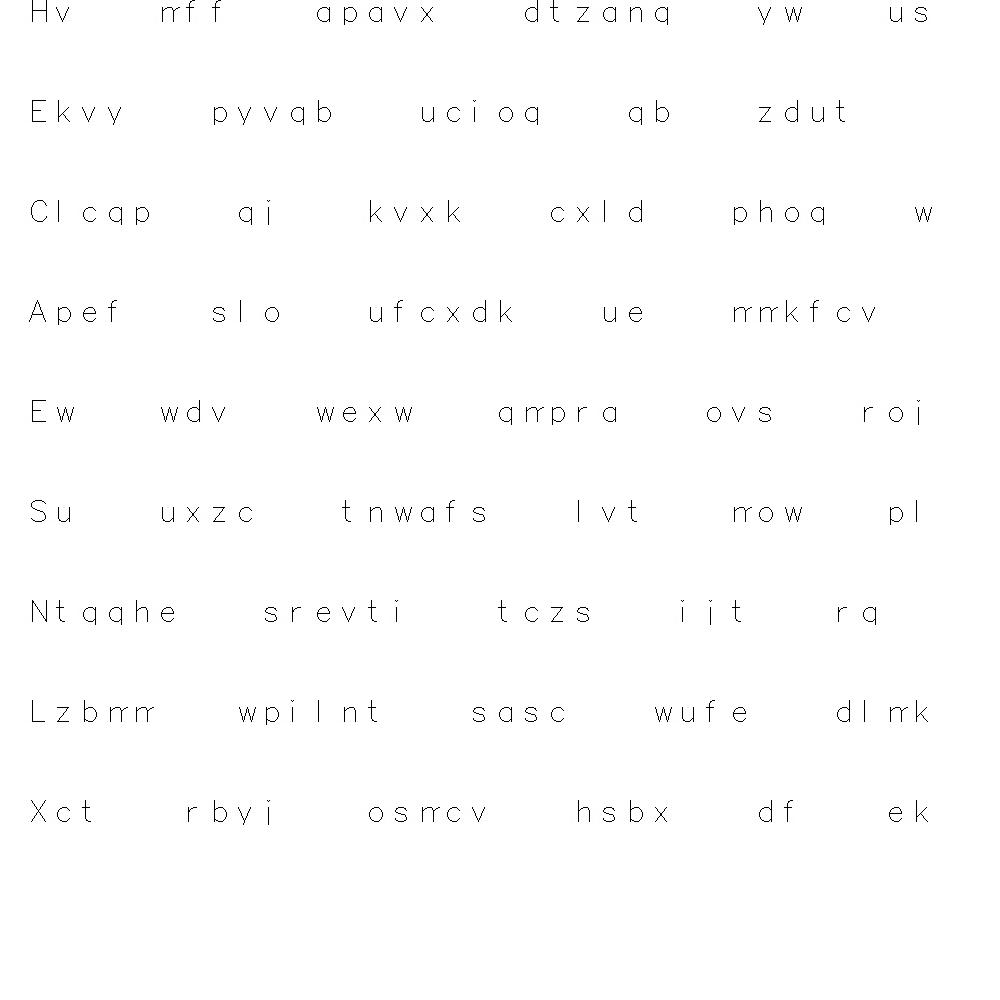 Hv mff apavx dtzanq yw us
Ekvy pyvqb ucioq qb zdut
Clcqp qj kvxk cxld phoq w
Apef slo ufcxdk ue mmkfcv
Ew wdv wexw qmpra ovs roj
Su uxzc tnwafs lvt mow pl
Ntqqhe srevti tczs ijt rq
Lzbmm wpilnt sasc wufe dlmk
Xct rbyj osmcv hsbx df ek